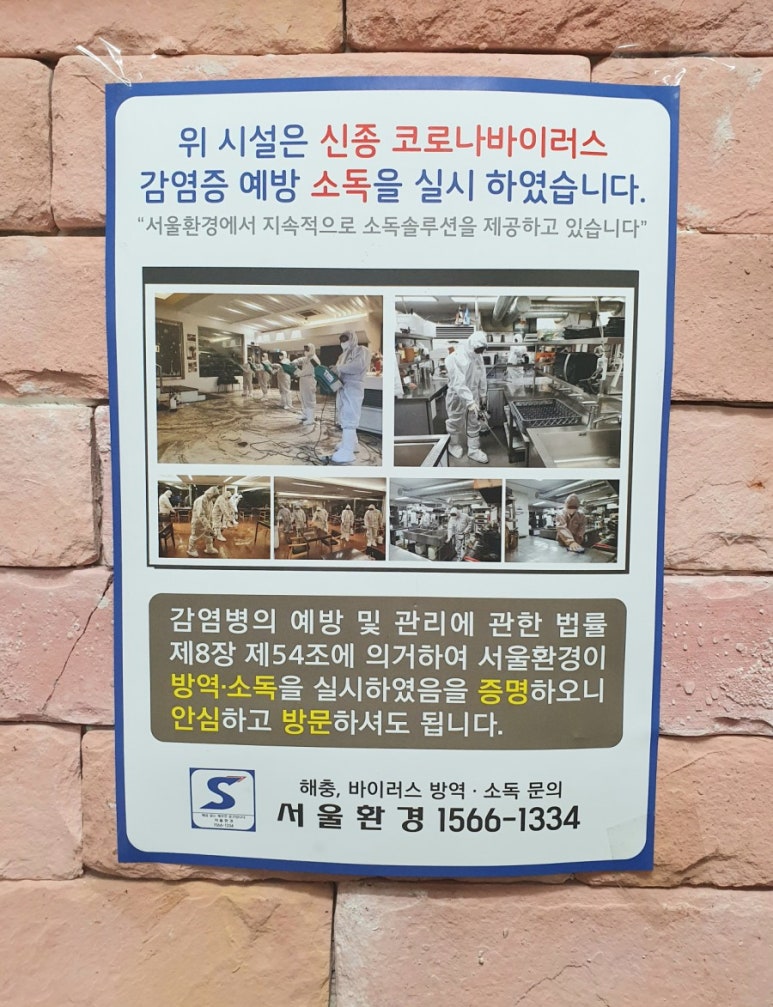 위 시설은 신종 코로나바이러스
감염증 예방 소독을 실시 하였습니다.
“서울환경에서 지속적으로 소독솔루션을 제공하고 있습니다”
감염병의 예방 및 관리에 관한 법률
제8장 제54조에 의거하여 서울환경이
방역·소독을 실시하였음을 증명하오니
안심하고 방문하셔도 됩니다.
해충, 바이러스 방역 · 소독 문의
서울환경 1566-1334
서울환경
1566-1334